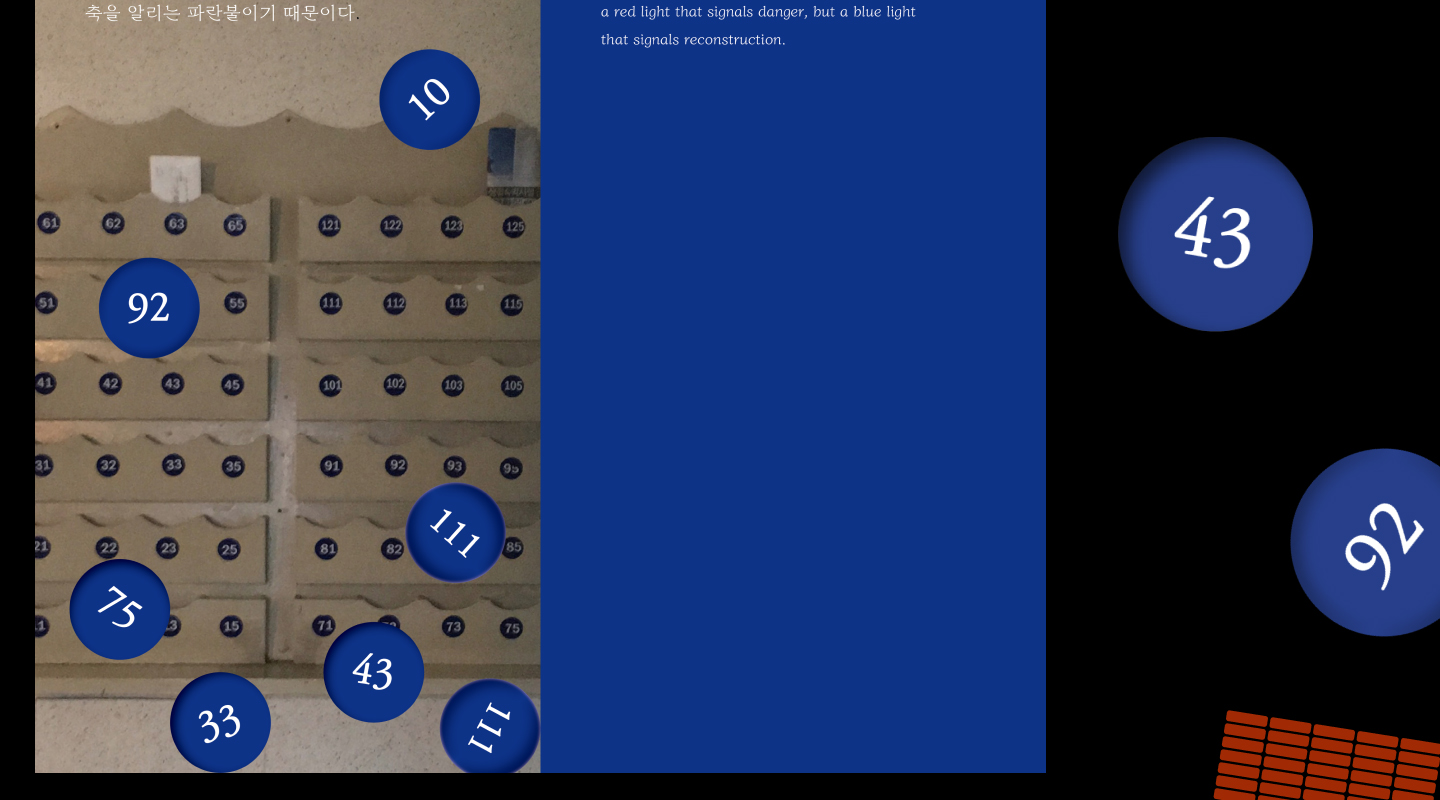 축을 알리는 파란불이기 때문이다.
a red light that signals danger, but a blue light
that signals reconstruction.
10
61 62 63 65 121 122 123 125
92
51 55 111 112 113 115
41 42 43 45 101 102 103 105
31 32 33 35 91 92 93 95
111
21 22 23 25 81 82 85
75
15 71 73 75
43
33
111
43
92